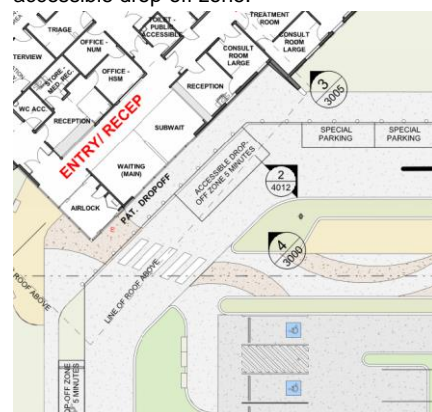 accessible drop-off zone.
TRIAGE
TOILET -
PUBLIC
ACCESSIBLE
TREATMENT
ROOM
OFFICE -
NUM
CONSULT
ROOM
LARGE
CONSULT
ROOM
LARGE
TERVIEW
STORE -
MED. REC.
OFFICE -
HSM
WC ACC.
RECEPTION
RECEPTION
ENTRY/ RECEP
SUBWAIT
WAITING
(MAIN)
AIRLOCK
PAT. DROPOFF
ACCESSIBLE DROP-
OFF ZONE 5 MINUTES
3
3005
SPECIAL
PARKING
SPECIAL
PARKING
2
4012
4
3000
ROOF ABOVE
LINE OF ROOF ABOVE
OP-OFF ZONE
5 MINUTES